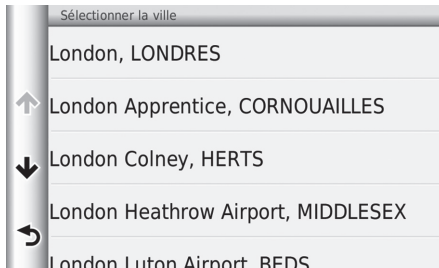 Sélectionner la ville
London, LONDRES
London Apprentice, CORNOUAILLES
London Colney, HERTS
London Heathrow Airport, MIDDLESEX
London Luton Airport, BEDS